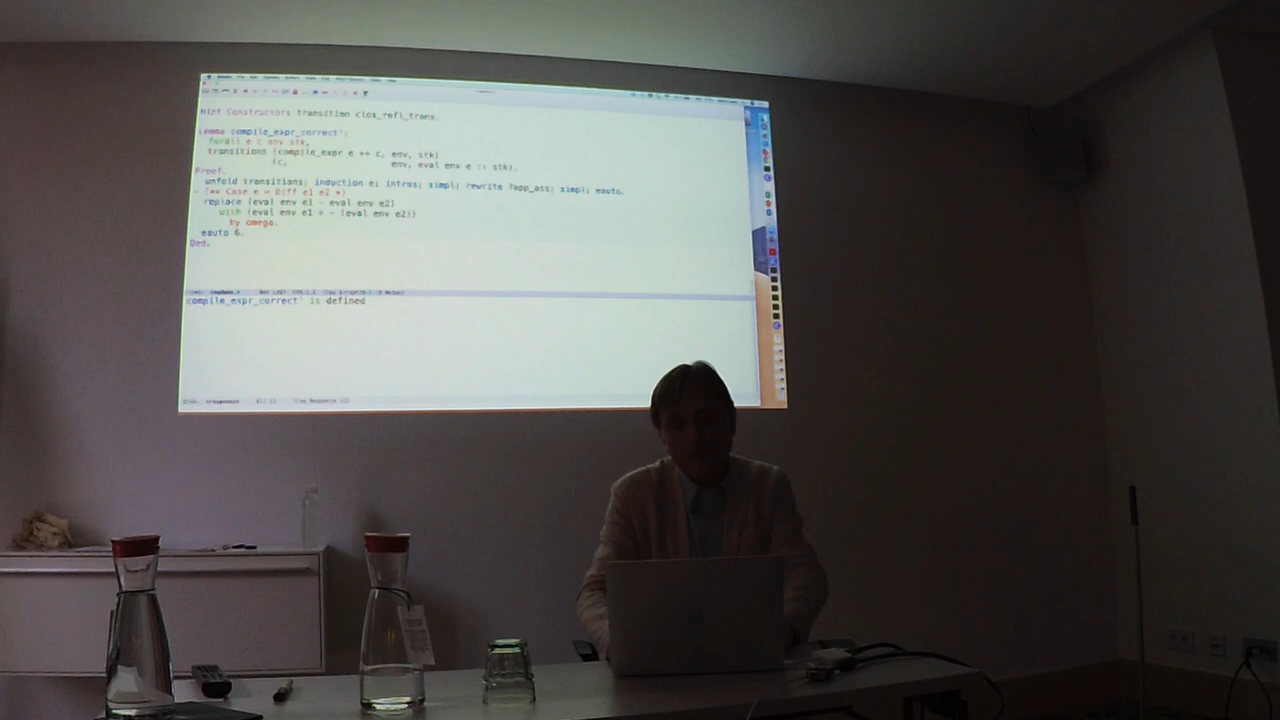 Hint Constructors transition clos_refl_trans.
Lemma compile_expr_correct':
forall e c env stk,
transitions (compile_expr e ++ c, env, stk)
(c, env, eval env e :: stk).
Proof.
unfold transitions; induction e; intros; simpl; rewrite ?app_ass; simpl; eauto.
- (** Case e = Diff e1 e2 *)
replace (eval env e1 - eval env e2)
with (eval env e1 + - (eval env e2))
by omega.
eauto 6.
Qed.
compile_expr_correct' is defined